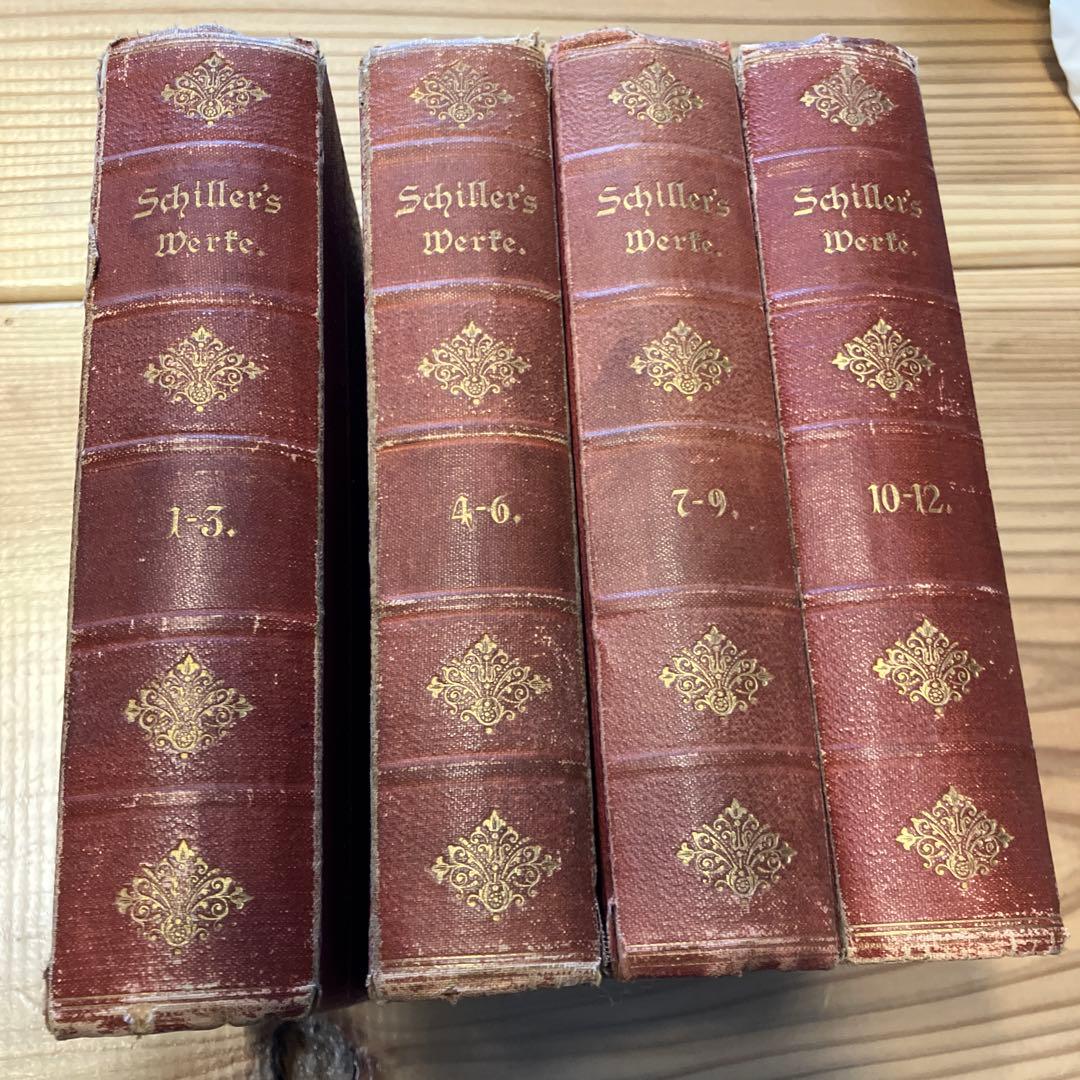 Schiller's
Werke.
1-3.
Schiller's
Werke.
4-6.
Schiller's
Werke.
7-9.
Schiller's
Werke.
10-12.